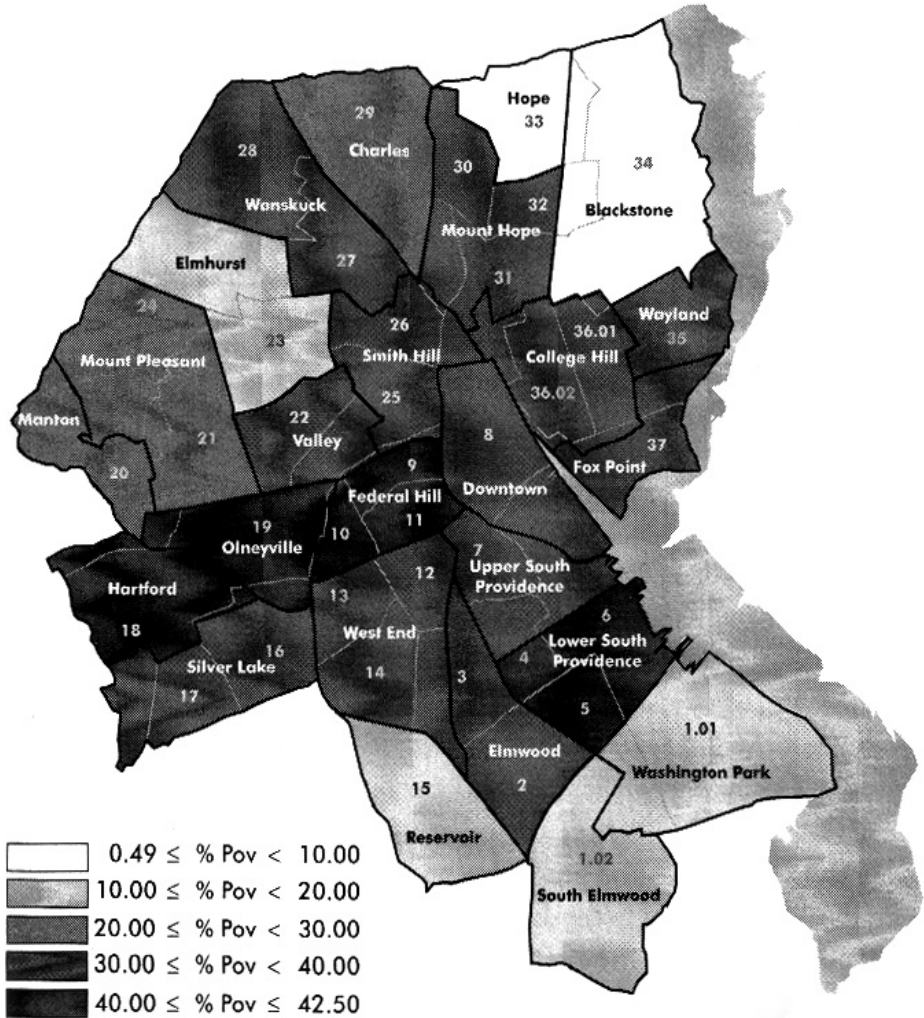 Hope
33
29
Charles
28
30
34
Wanskuck
32
Blackstone
Mount Hope
Elmhurst
27
31
24
26
36.01
Wayland
35
23
Mount Pleasant
Smith Hill
College Hill
36.02
25
Manton
22
Valley
21
8
37
20
9
Fox Point
Federal Hill
Downtown
19
10
11
Olneyville
7
Upper South
Providence
12
Hartford
13
6
18
West End
Lower South
Providence
16
Silver Lake
14
3
4
17
5
1.01
Elmwood
Washington Park
15
2
Reservoir
1.02
South Elmwood
0.49 ≤ % Pov < 10.00
10.00 ≤ % Pov < 20.00
20.00 ≤ % Pov < 30.00
30.00 ≤ % Pov < 40.00
40.00 ≤ % Pov ≤ 42.50